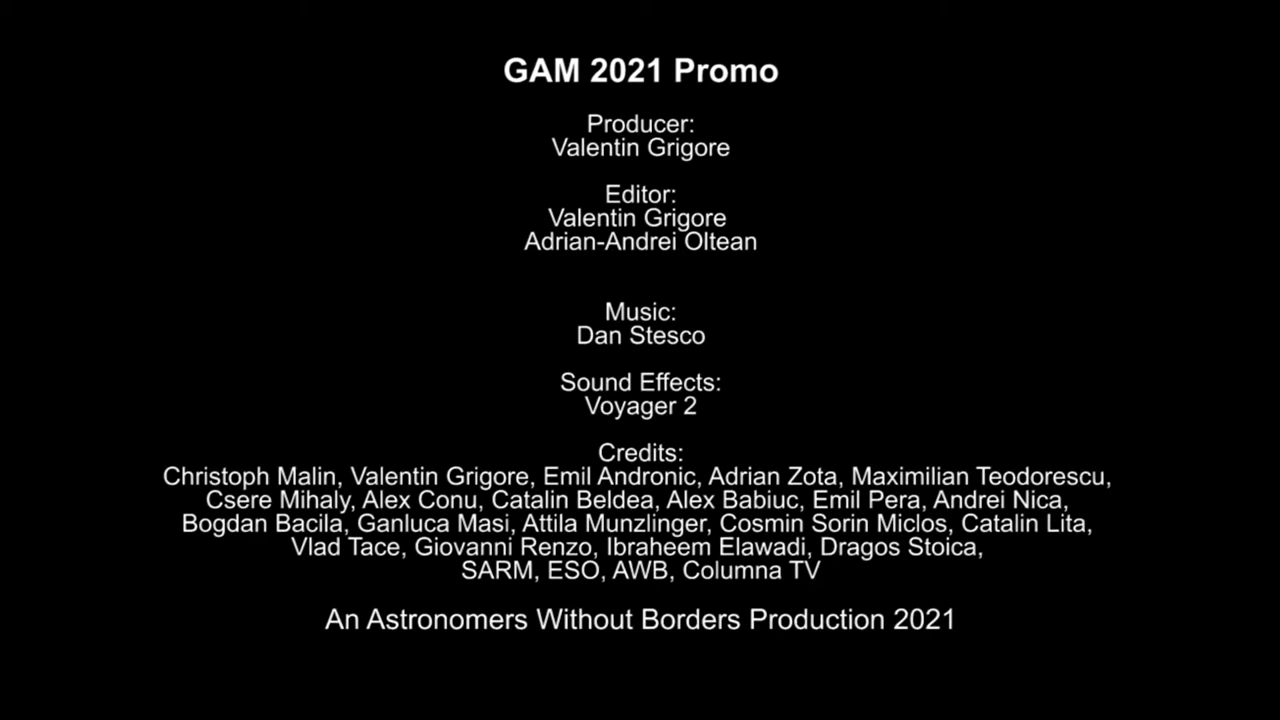 GAM 2021 Promo
Producer:
Valentin Grigore
Editor:
Valentin Grigore
Adrian-Andrei Oltean
Music:
Dan Stesco
Sound Effects:
Voyager 2
Credits:
Christoph Malin, Valentin Grigore, Emil Andronic, Adrian Zota, Maximilian Teodorescu,
Csere Mihaly, Alex Conu, Catalin Beldea, Alex Babiuc, Emil Pera, Andrei Nica,
Bogdan Bacila, Ganluca Masi, Attila Munzlinger, Cosmin Sorin Miclos, Catalin Lita,
Vlad Tace, Giovanni Renzo, Ibraheem Elawadi, Dragos Stoica,
SARM, ESO, AWB, Columna TV
An Astronomers Without Borders Production 2021